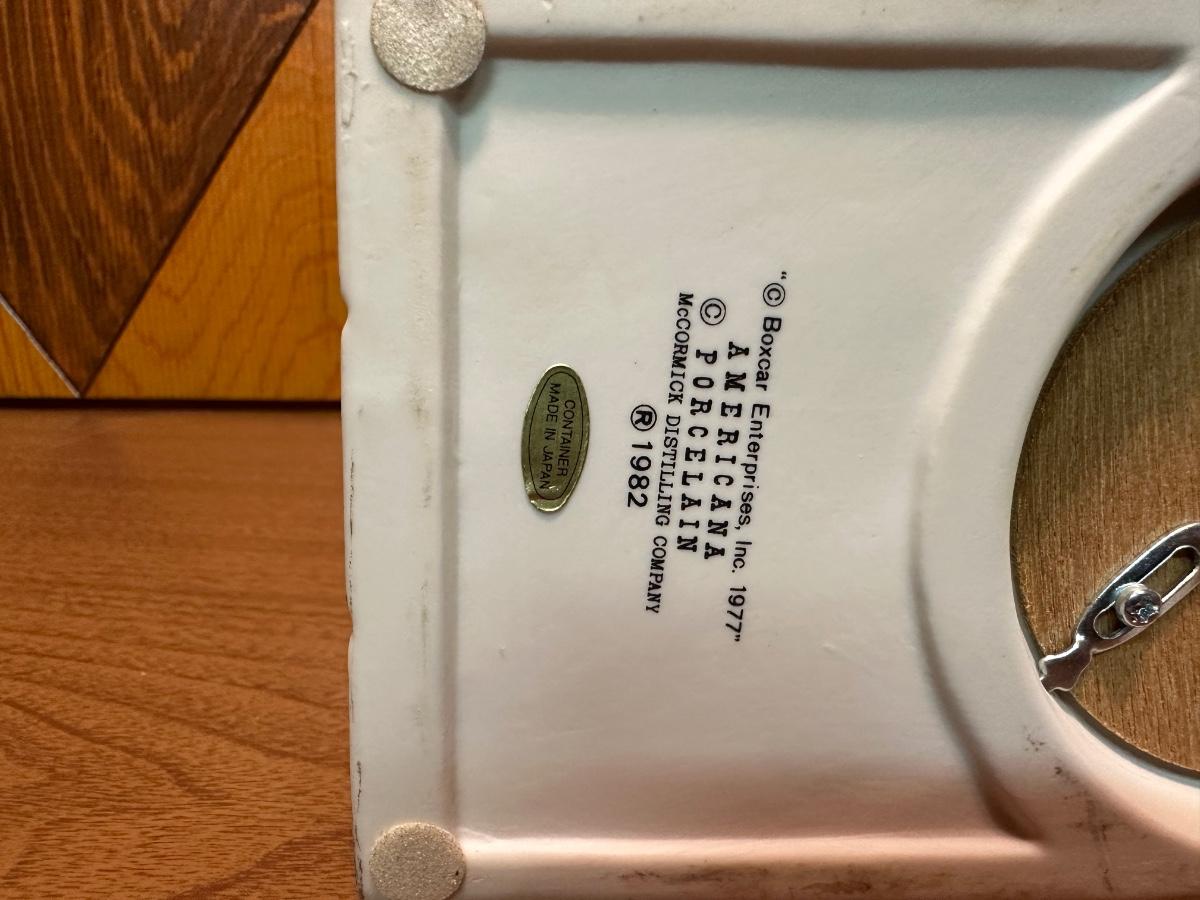 "© Boxcar Enterprises, Inc. 1977"
AMERICANA
© PORCELAIN
McCORMICK DISTILLING COMPANY
® 1982
CONTAINER
MADE IN JAPAN